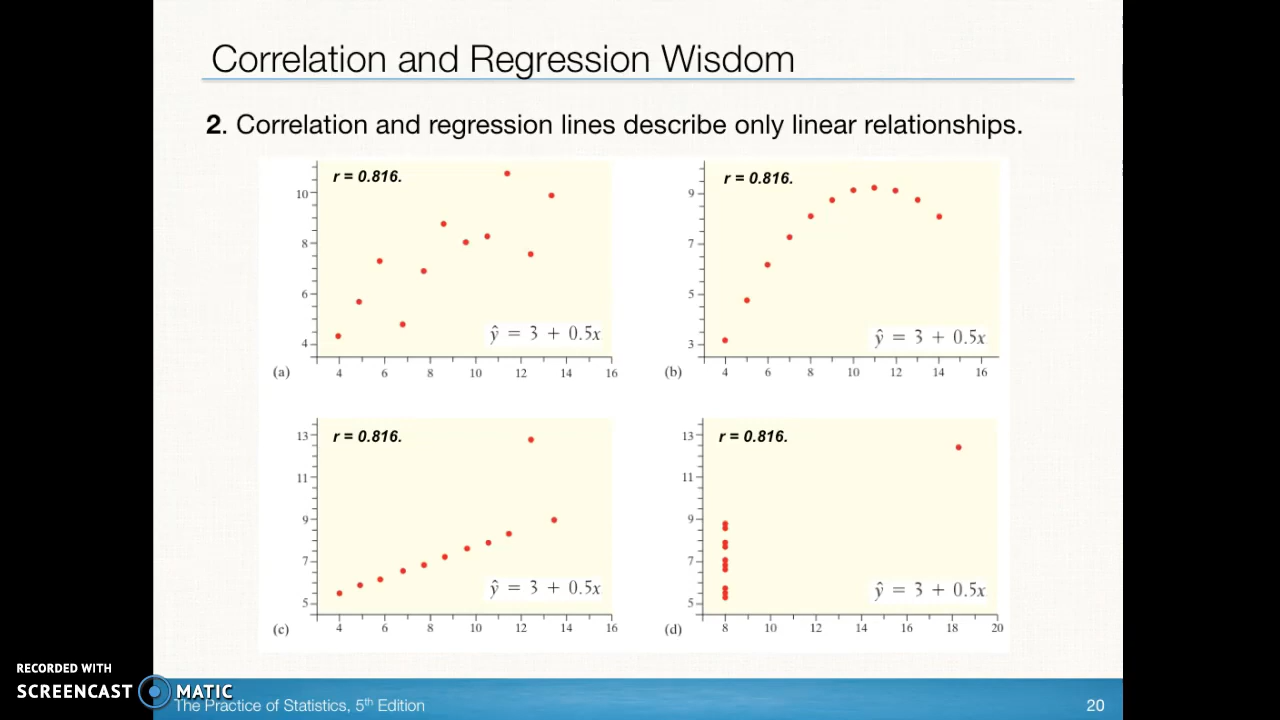 Correlation and Regression Wisdom
2. Correlation and regression lines describe only linear relationships.
r = 0.816.
10
8
6
4
ŷ = 3 + 0.5x
(a)
4 6 8 10 12 14 16
r = 0.816.
9
7
5
3
ŷ = 3 + 0.5x
(b)
4 6 8 10 12 14 16
r = 0.816.
13
11
9
7
5
ŷ = 3 + 0.5x
(c)
4 6 8 10 12 14 16
r = 0.816.
13
11
9
7
5
ŷ = 3 + 0.5x
(d)
8 10 12 14 16 18 20
RECORDED WITH
SCREENCAST MATIC
The Practice of Statistics, 5th Edition
20